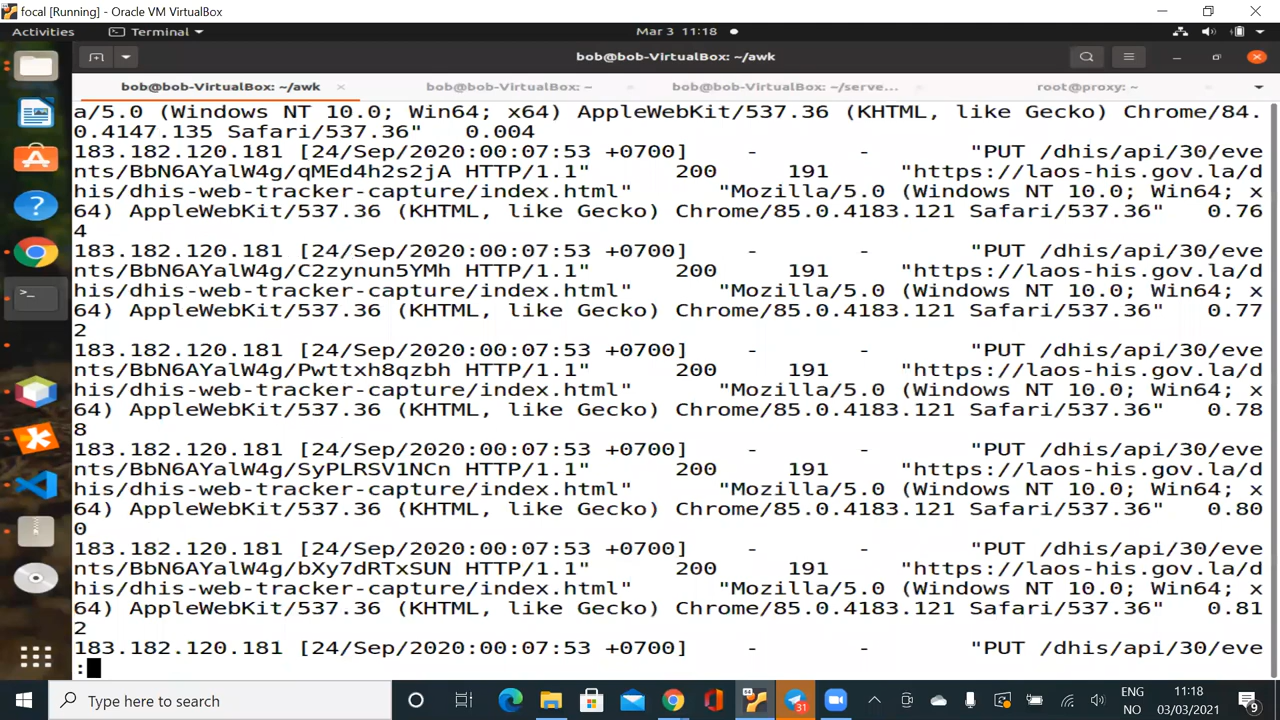 focal [Running] - Oracle VM VirtualBox
Activities Terminal Mar 3 11:18
bob@bob-VirtualBox: ~/awk
bob@bob-VirtualBox: ~/awk bob@bob-VirtualBox: ~ bob@bob-VirtualBox: ~/serve... root@proxy: ~
a/5.0 (Windows NT 10.0; Win64; x64) AppleWebKit/537.36 (KHTML, like Gecko) Chrome/84.
0.4147.135 Safari/537.36" 0.004
183.182.120.181 [24/Sep/2020:00:07:53 +0700] - - "PUT /dhis/api/30/eve
nts/BbN6AYalW4g/qMEd4h2s2jA HTTP/1.1" 200 191 "https://laos-his.gov.la/d
his/dhis-web-tracker-capture/index.html" "Mozilla/5.0 (Windows NT 10.0; Win64; x
64) AppleWebKit/537.36 (KHTML, like Gecko) Chrome/85.0.4183.121 Safari/537.36" 0.76
4
183.182.120.181 [24/Sep/2020:00:07:53 +0700] - - "PUT /dhis/api/30/eve
nts/BbN6AYalW4g/C2zynun5YMh HTTP/1.1" 200 191 "https://laos-his.gov.la/d
his/dhis-web-tracker-capture/index.html" "Mozilla/5.0 (Windows NT 10.0; Win64; x
64) AppleWebKit/537.36 (KHTML, like Gecko) Chrome/85.0.4183.121 Safari/537.36" 0.77
2
183.182.120.181 [24/Sep/2020:00:07:53 +0700] - - "PUT /dhis/api/30/eve
nts/BbN6AYalW4g/Pwttxh8qzbh HTTP/1.1" 200 191 "https://laos-his.gov.la/d
his/dhis-web-tracker-capture/index.html" "Mozilla/5.0 (Windows NT 10.0; Win64; x
64) AppleWebKit/537.36 (KHTML, like Gecko) Chrome/85.0.4183.121 Safari/537.36" 0.78
8
183.182.120.181 [24/Sep/2020:00:07:53 +0700] - - "PUT /dhis/api/30/eve
nts/BbN6AYalW4g/SyPLRSV1NCn HTTP/1.1" 200 191 "https://laos-his.gov.la/d
his/dhis-web-tracker-capture/index.html" "Mozilla/5.0 (Windows NT 10.0; Win64; x
64) AppleWebKit/537.36 (KHTML, like Gecko) Chrome/85.0.4183.121 Safari/537.36" 0.80
0
183.182.120.181 [24/Sep/2020:00:07:53 +0700] - - "PUT /dhis/api/30/eve
nts/BbN6AYalW4g/bXy7dRTxSUN HTTP/1.1" 200 191 "https://laos-his.gov.la/d
his/dhis-web-tracker-capture/index.html" "Mozilla/5.0 (Windows NT 10.0; Win64; x
64) AppleWebKit/537.36 (KHTML, like Gecko) Chrome/85.0.4183.121 Safari/537.36" 0.81
2
183.182.120.181 [24/Sep/2020:00:07:53 +0700] - - "PUT /dhis/api/30/eve
:
Type here to search 31 ENG 11:18
NO 03/03/2021 9